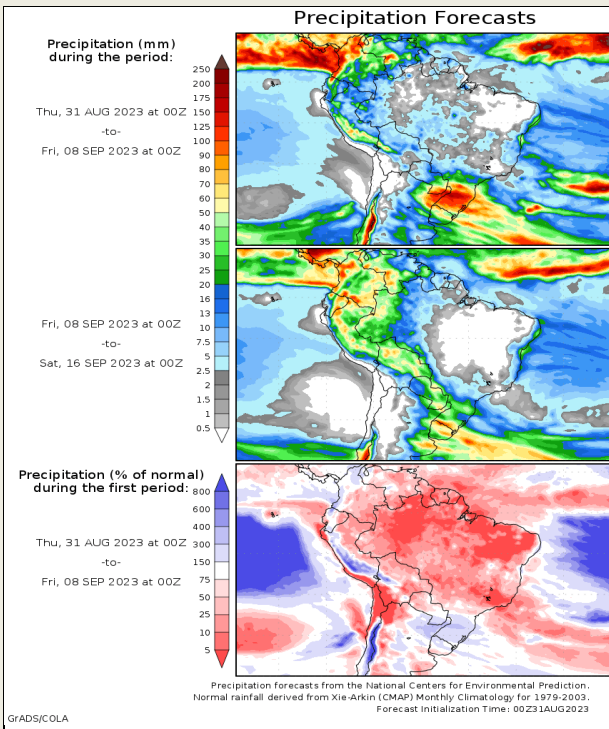 Precipitation Forecasts
Precipitation (mm)
during the period:
Thu, 31 AUG 2023 at 00Z
-to-
Fri, 08 SEP 2023 at 00Z
250
200
175
150
125
100
90
80
70
60
50
40
35
30
25
20
16
13
10
7.5
5
2.5
2
1.5
1
0.5
Fri, 08 SEP 2023 at 00Z
-to-
Sat, 16 SEP 2023 at 00Z
Precipitation (% of normal)
during the first period:
Thu, 31 AUG 2023 at 00Z
-to-
Fri, 08 SEP 2023 at 00Z
800
600
400
300
150
75
50
25
10
5
Precipitation forecasts from the National Centers for Environmental Prediction.
Normal rainfall derived from Xie-Arkin (CMAP) Monthly Climatology for 1979-2003.
Forecast Initialization Time: 00Z31AUG2023
GrADS/COLA